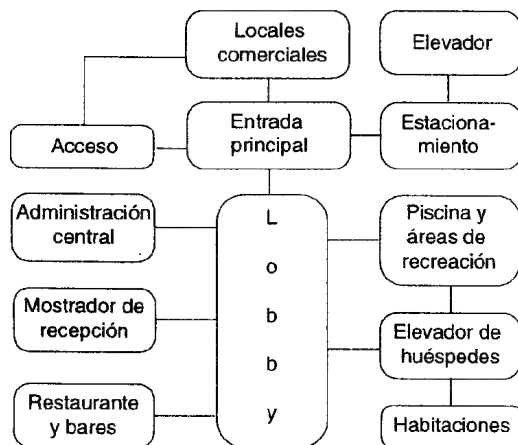 Locales
comerciales
Elevador
Acceso
Entrada
principal
Estaciona-
miento
Administración
central
L
o
b
b
y
Piscina y
áreas de
recreación
Mostrador de
recepción
Elevador de
huéspedes
Restaurante
y bares
Habitaciones